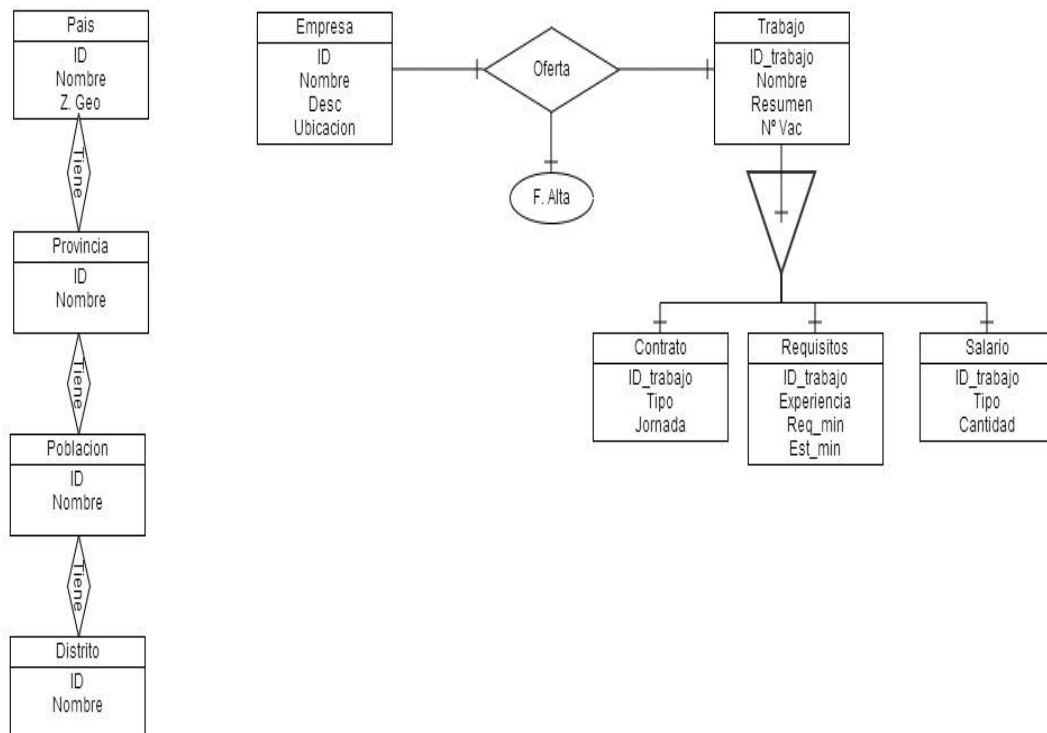 Pais
ID
Nombre
Z. Geo
Tiene
Provincia
ID
Nombre
Tiene
Poblacion
ID
Nombre
Tiene
Distrito
ID
Nombre
Empresa
ID
Nombre
Desc
Ubicacion
Oferta
F. Alta
Trabajo
ID_trabajo
Nombre
Resumen
Nº Vac
Contrato
ID_trabajo
Tipo
Jornada
Requisitos
ID_trabajo
Experiencia
Req_min
Est_min
Salario
ID_trabajo
Tipo
Cantidad